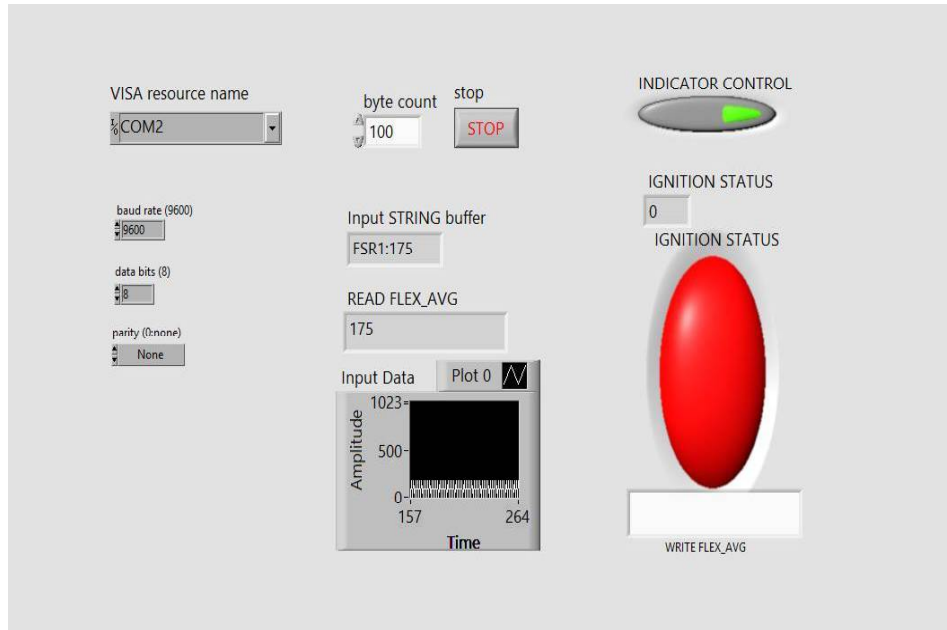 VISA resource name
COM2
byte count
100
stop
STOP
INDICATOR CONTROL
baud rate (9600)
9600
data bits (8)
8
parity (0:none)
None
Input STRING buffer
FSR1:175
READ FLEX_AVG
175
Input Data
Plot 0
Amplitude
1023
500
0
157
264
Time
IGNITION STATUS
0
IGNITION STATUS
WRITE FLEX_AVG